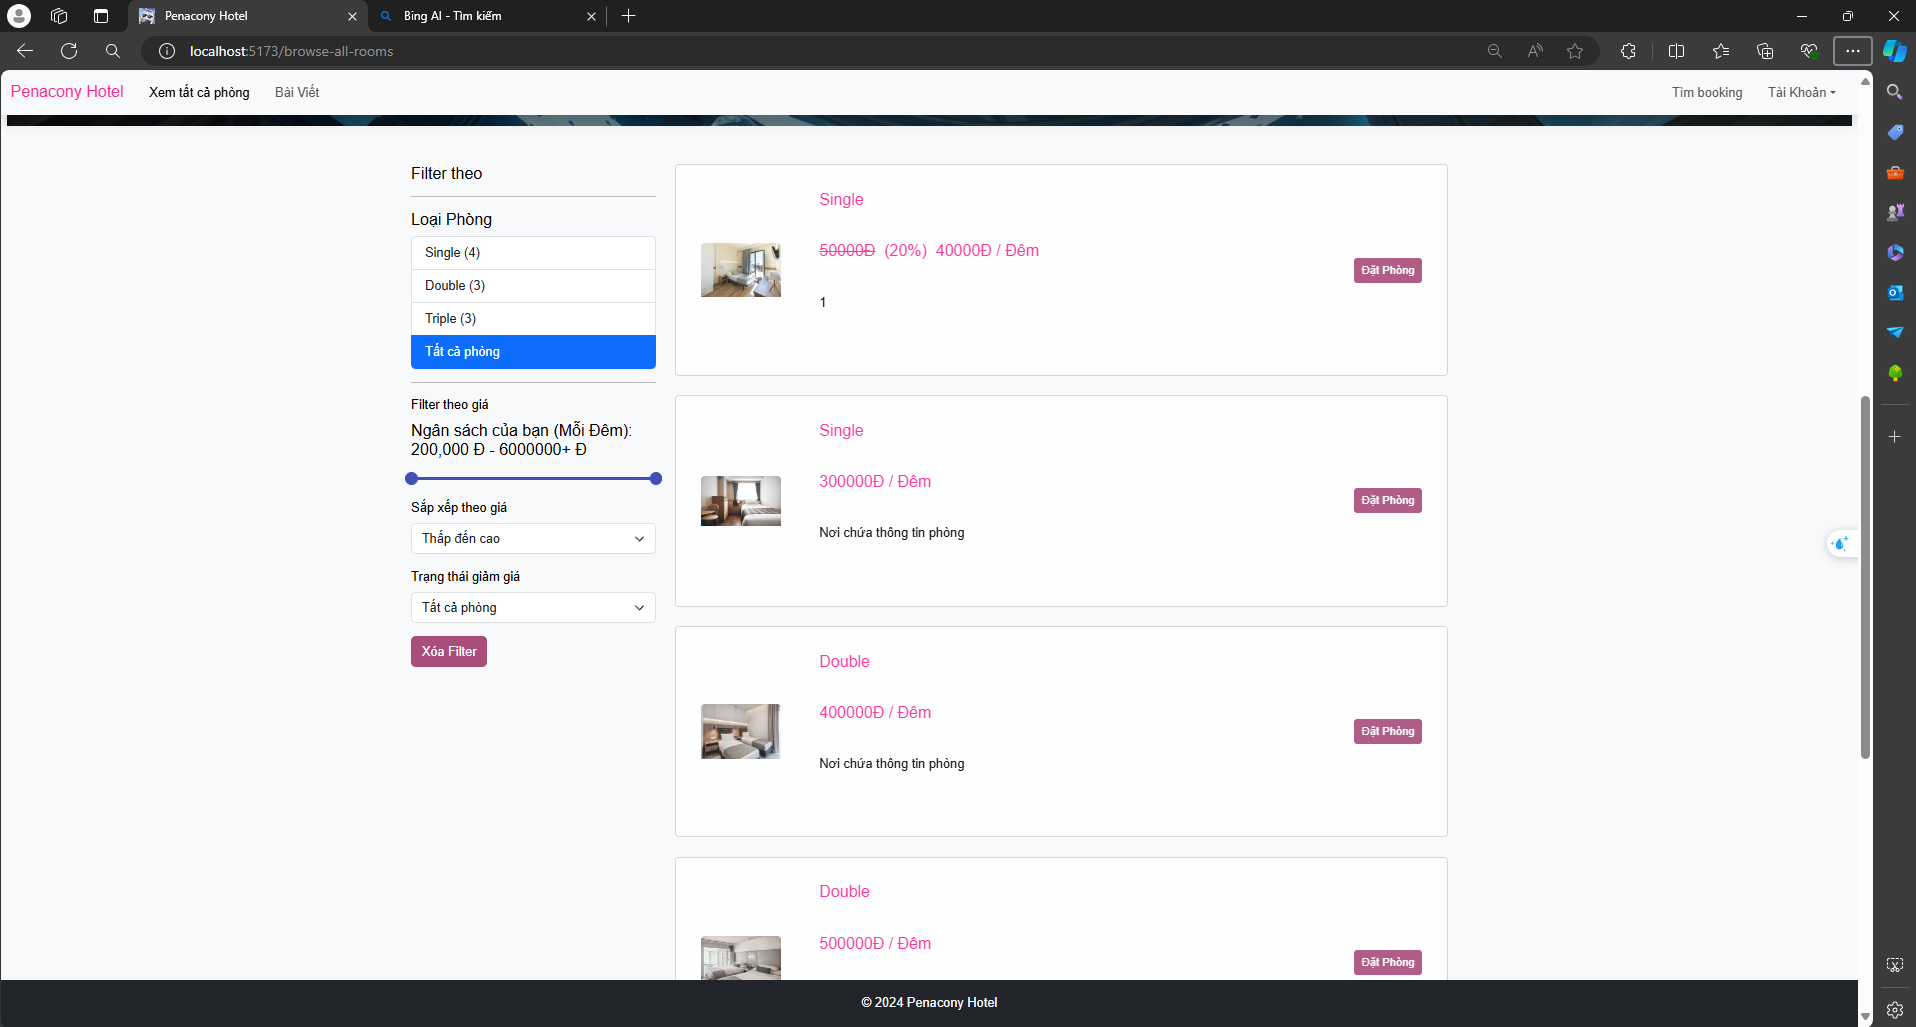 Penacony Hotel
Bing AI - Tìm kiếm
localhost:5173/browse-all-rooms
Penacony Hotel
Xem tất cả phòng
Bài Viết
Tìm booking
Tài Khoản
Filter theo
Loại Phòng
Single (4)
Double (3)
Triple (3)
Tất cả phòng
Filter theo giá
Ngân sách của bạn (Mỗi Đêm):
200,000 Đ - 6000000+ Đ
Sắp xếp theo giá
Thấp đến cao
Trạng thái giảm giá
Tất cả phòng
Xóa Filter
Single
50000Đ (20%) 40000Đ / Đêm
1
Đặt Phòng
Single
300000Đ / Đêm
Nơi chứa thông tin phòng
Đặt Phòng
Double
400000Đ / Đêm
Nơi chứa thông tin phòng
Đặt Phòng
Double
500000Đ / Đêm
Đặt Phòng
© 2024 Penacony Hotel